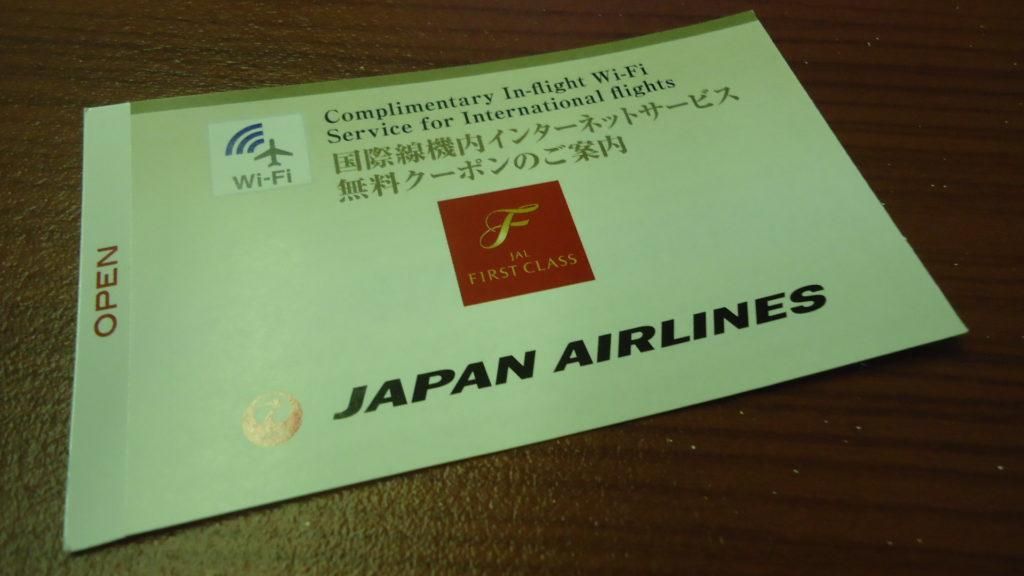 Complimentary In-flight Wi-Fi
Service for International flights
国際線機内インターネットサービス
無料クーポンのご案内
Wi-Fi
OPEN
F
JAL
FIRST CLASS
JAPAN AIRLINES